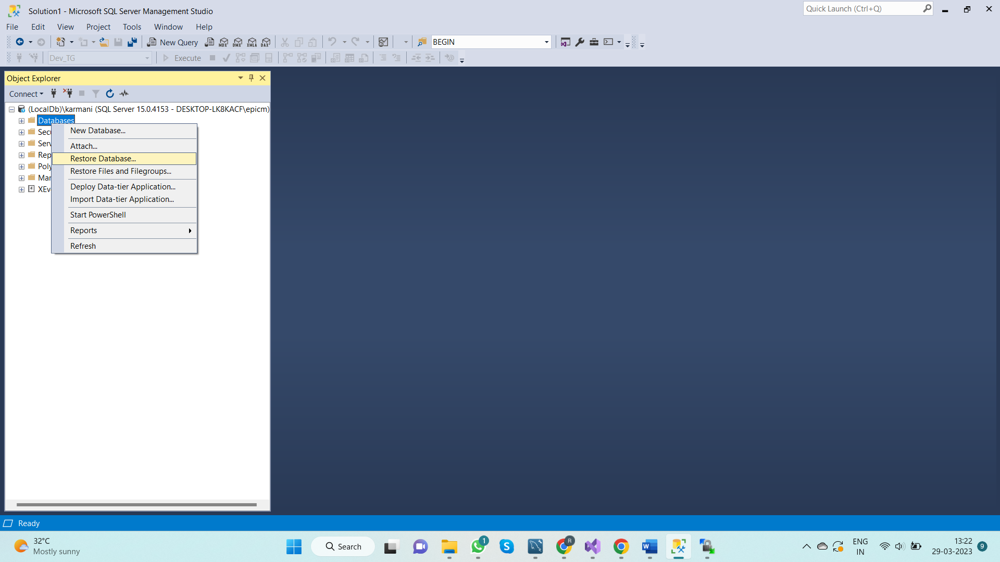 Solution1 - Microsoft SQL Server Management Studio
Quick Launch (Ctrl+Q)
File Edit View Project Tools Window Help
New Query MDX DMX XMLA DAX BEGIN
Dev_TG Execute
Object Explorer
Connect
(LocalDb)\karmani (SQL Server 15.0.4153 - DESKTOP-LK8KACF\epicm)
Databases
New Database...
Secu
Serv
Attach...
Rep
Restore Database...
Poly
Restore Files and Filegroups...
Man
Deploy Data-tier Application...
XEv
Import Data-tier Application...
Start PowerShell
Reports
Refresh
Ready
32°C
Mostly sunny
Search
1
R
ENG
IN
13:22
29-03-2023
9